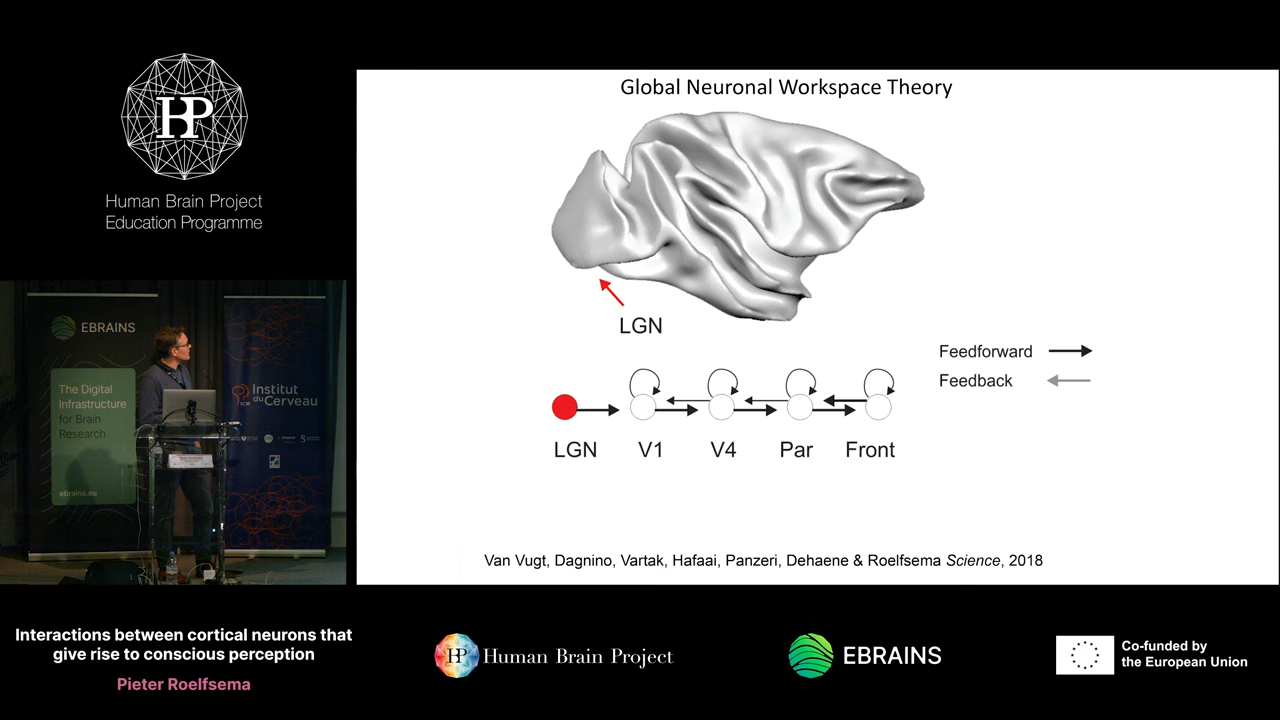 HP
Human Brain Project
Education Programme
EBRAINS
The Digital
Infrastructure
for Brain
Research
ebrains.eu
Institut
du Cerveau
ICM
Global Neuronal Workspace Theory
LGN
Feedforward
Feedback
LGN V1 V4 Par Front
Van Vugt, Dagnino, Vartak, Hafaai, Panzeri, Dehaene & Roelfsema Science, 2018
Interactions between cortical neurons that
give rise to conscious perception
Pieter Roelfsema
HP Human Brain Project
EBRAINS
Co-funded by
the European Union